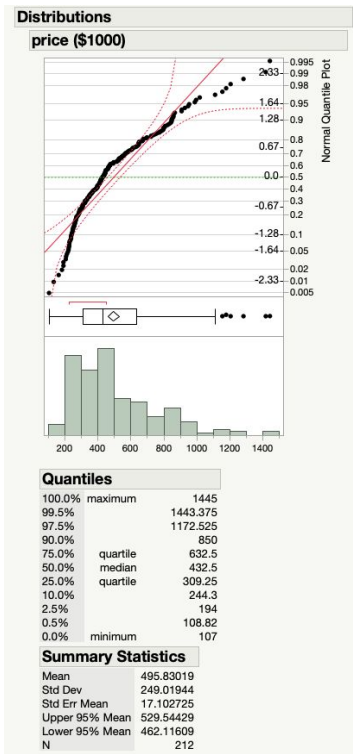 Distributions
price ($1000)
2.33
1.64
1.28
0.67
0.0
-0.67
-1.28
-1.64
-2.33
0.995
0.99
0.98
0.95
0.9
0.8
0.7
0.6
0.5
0.4
0.3
0.2
0.1
0.05
0.02
0.01
0.005
Normal Quantile Plot
200 400 600 800 1000 1200 1400
Quantiles
100.0% maximum 1445
99.5% 1443.375
97.5% 1172.525
90.0% 850
75.0% quartile 632.5
50.0% median 432.5
25.0% quartile 309.25
10.0% 244.3
2.5% 194
0.5% 108.82
0.0% minimum 107
Summary Statistics
Mean 495.83019
Std Dev 249.01944
Std Err Mean 17.102725
Upper 95% Mean 529.54429
Lower 95% Mean 462.11609
N 212